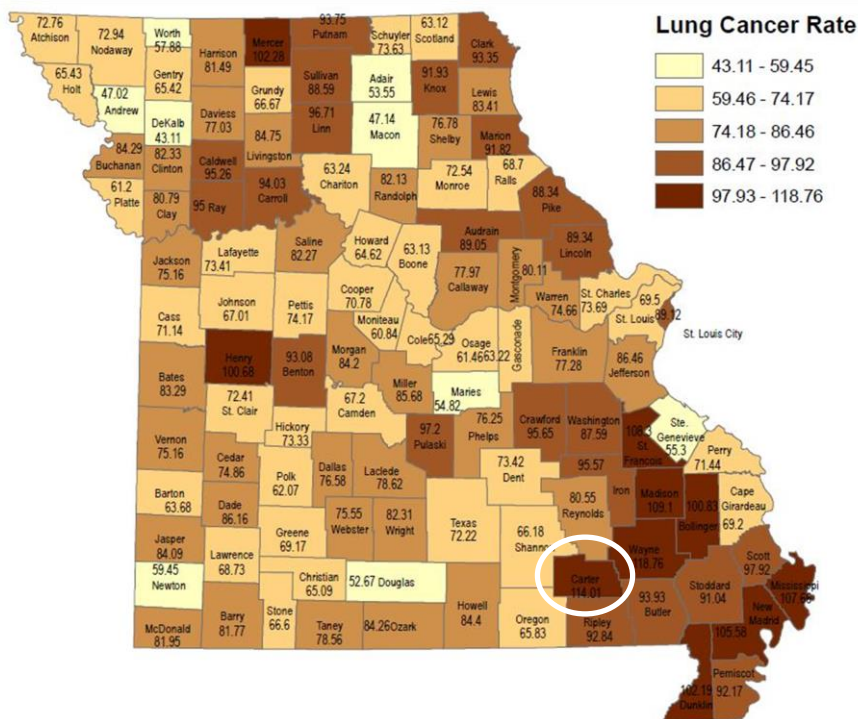 Lung Cancer Rate
43.11 - 59.45
59.46 - 74.17
74.18 - 86.46
86.47 - 97.92
97.93 - 118.76
72.76
Atchison
72.94
Nodaway
Worth
57.88
Harrison
81.49
Mercer
102.28
93.75
Putnam
Schuyler
73.63
63.12
Scotland
Clark
93.35
65.43
Holt
47.02
Andrew
Gentry
65.42
DeKalb
43.11
Daviess
77.03
Grundy
66.67
Sullivan
88.59
Adair
53.55
91.93
Knox
Lewis
83.41
84.29
Buchanan
82.33
Clinton
Caldwell
95.26
84.75
Livingston
96.71
Linn
47.14
Macon
76.78
Shelby
Marion
91.82
61.2
Platte
80.79
Clay
95 Ray
94.03
Carroll
63.24
Chariton
82.13
Randolph
72.54
Monroe
68.7
Ralls
88.34
Pike
Jackson
75.16
Lafayette
73.41
Saline
82.27
Howard
64.62
63.13
Boone
Audrain
89.05
77.97
Callaway
Montgomery
80.11
89.34
Lincoln
Warren
74.66
St. Charles
73.69
69.5
St. Louis
89.12
St. Louis City
Cass
71.14
Johnson
67.01
Pettis
74.17
Cooper
70.78
Moniteau
60.84
Cole65.29
Osage
61.4663.22
Gasconade
Franklin
77.28
86.46
Jefferson
Bates
83.29
Henry
100.68
93.08
Benton
Morgan
84.2
Miller
85.68
Maries
54.82
72.41
St. Clair
Hickory
73.33
67.2
Camden
97.2
Pulaski
76.25
Phelps
Crawford
95.65
Washington
87.59
108.3
St.
Francois
Ste.
Genevieve
55.3
Perry
71.44
Vernon
75.16
Cedar
74.86
Polk
62.07
Dallas
76.58
Laclede
78.62
73.42
Dent
95.57
Iron
80.55
Reynolds
Madison
109.1
100.83
Bollinger
Cape
Girardeau
69.2
Barton
63.68
Dade
86.16
Greene
69.17
75.55
Webster
82.31
Wright
Texas
72.22
66.18
Shanno
Wayne
118.76
Scott
97.92
Jasper
84.09
Lawrence
68.73
59.45
Newton
Christian
65.09
52.67 Douglas
Howell
84.4
Carter
114.01
93.93
Butler
Stoddard
91.04
Mississippi
New
Madrid
105.58
McDonald
81.95
Barry
81.77
Stone
66.6
Taney
78.56
84.26Ozark
Oregon
65.83
Ripley
92.84
102.19
Dunklin
Pemiscot
92.17